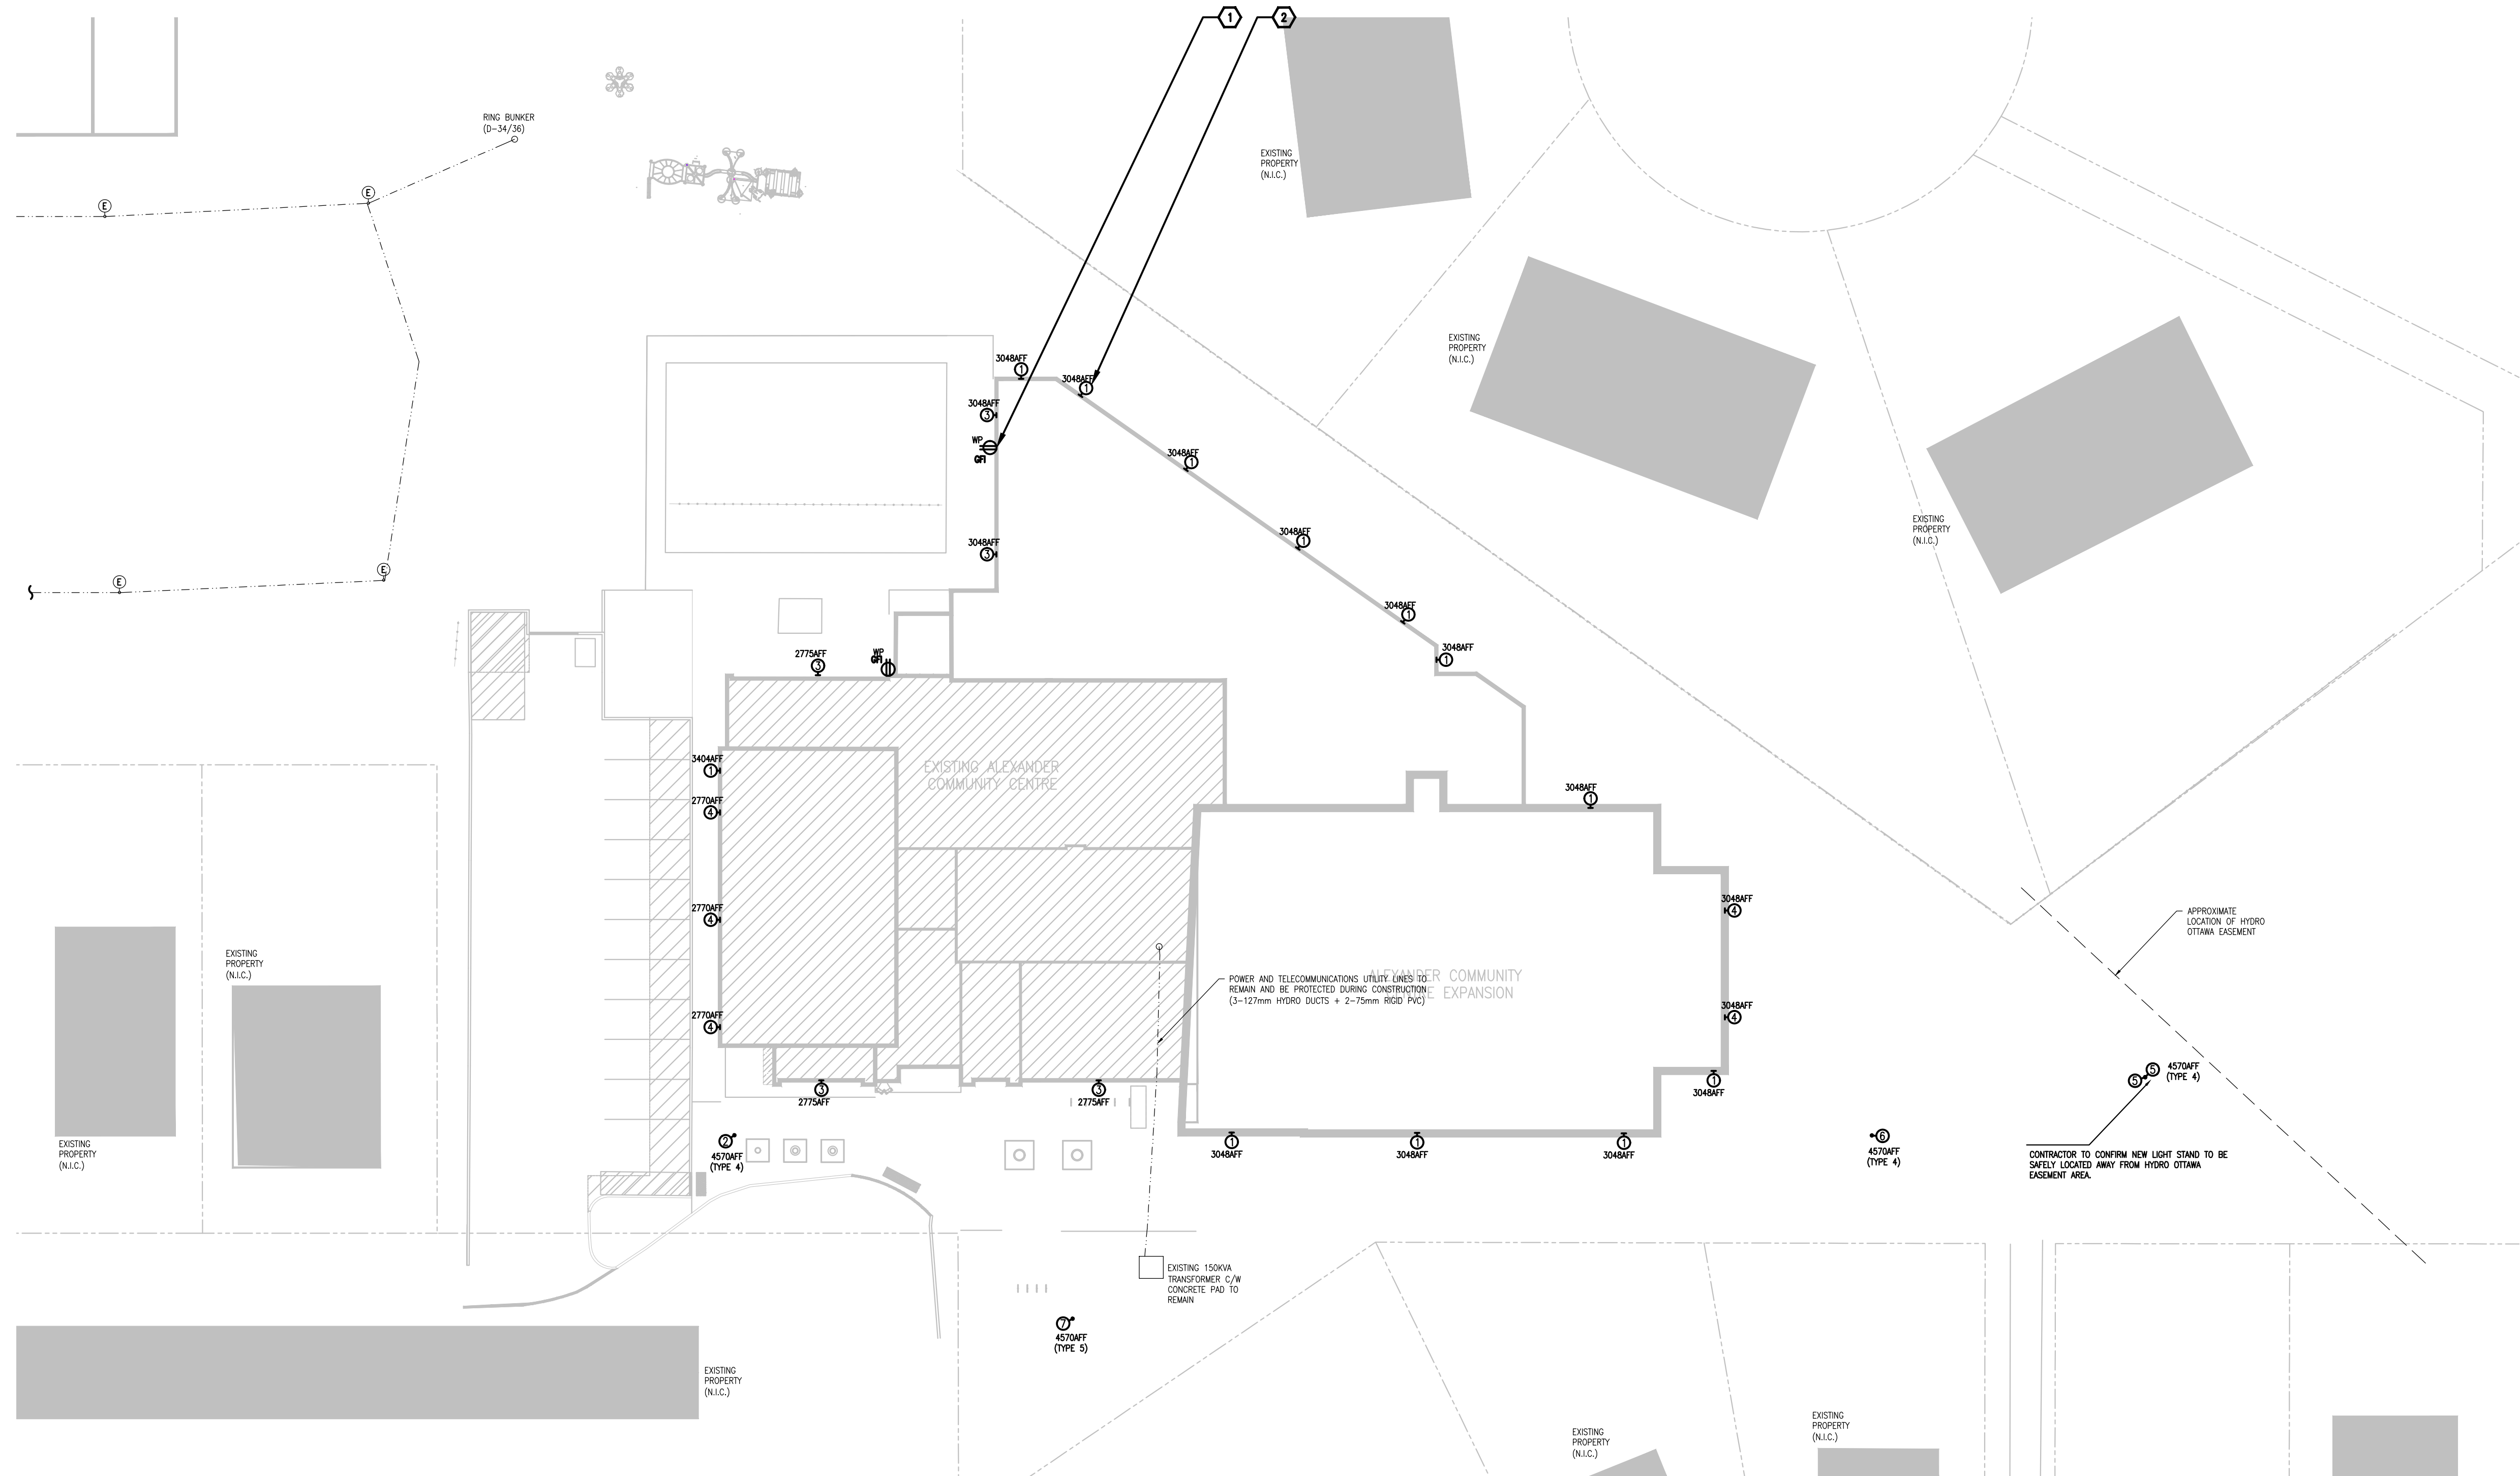 1
2
RING BUNKER
(D-34/36)
EXISTING
PROPERTY
(N.I.C.)
E
E
EXISTING
PROPERTY
(N.I.C.)
3048AFF
1
3048AFF
1
3048AFF
3
WP
GFI
3048AFF
1
EXISTING
PROPERTY
(N.I.C.)
3048AFF
1
3048AFF
3
E
E
3048AFF
1
3048AFF
1
2775AFF
3
WP
GFI
3404AFF
1
EXISTING ALEXANDER
COMMUNITY CENTRE
2770AFF
4
3048AFF
1
2770AFF
4
3048AFF
4
APPROXIMATE
LOCATION OF HYDRO
OTTAWA EASEMENT
EXISTING
PROPERTY
(N.I.C.)
ALEXANDER COMMUNITY
CENTRE EXPANSION
POWER AND TELECOMMUNICATIONS UTILITY LINES TO
REMAIN AND BE PROTECTED DURING CONSTRUCTION
(3-127mm HYDRO DUCTS + 2-75mm RIGID PVC)
2770AFF
4
3048AFF
4
5
5
4570AFF
(TYPE 4)
3
2775AFF
3
2775AFF
1
3048AFF
EXISTING
PROPERTY
(N.I.C.)
2
4570AFF
(TYPE 4)
1
3048AFF
1
3048AFF
1
3048AFF
6
4570AFF
(TYPE 4)
CONTRACTOR TO CONFIRM NEW LIGHT STAND TO BE
SAFELY LOCATED AWAY FROM HYDRO OTTAWA
EASEMENT AREA.
EXISTING 150KVA
TRANSFORMER C/W
CONCRETE PAD TO
REMAIN
7
4570AFF
(TYPE 5)
EXISTING
PROPERTY
(N.I.C.)
EXISTING
PROPERTY
(N.I.C.)
EXISTING
PROPERTY
(N.I.C.)